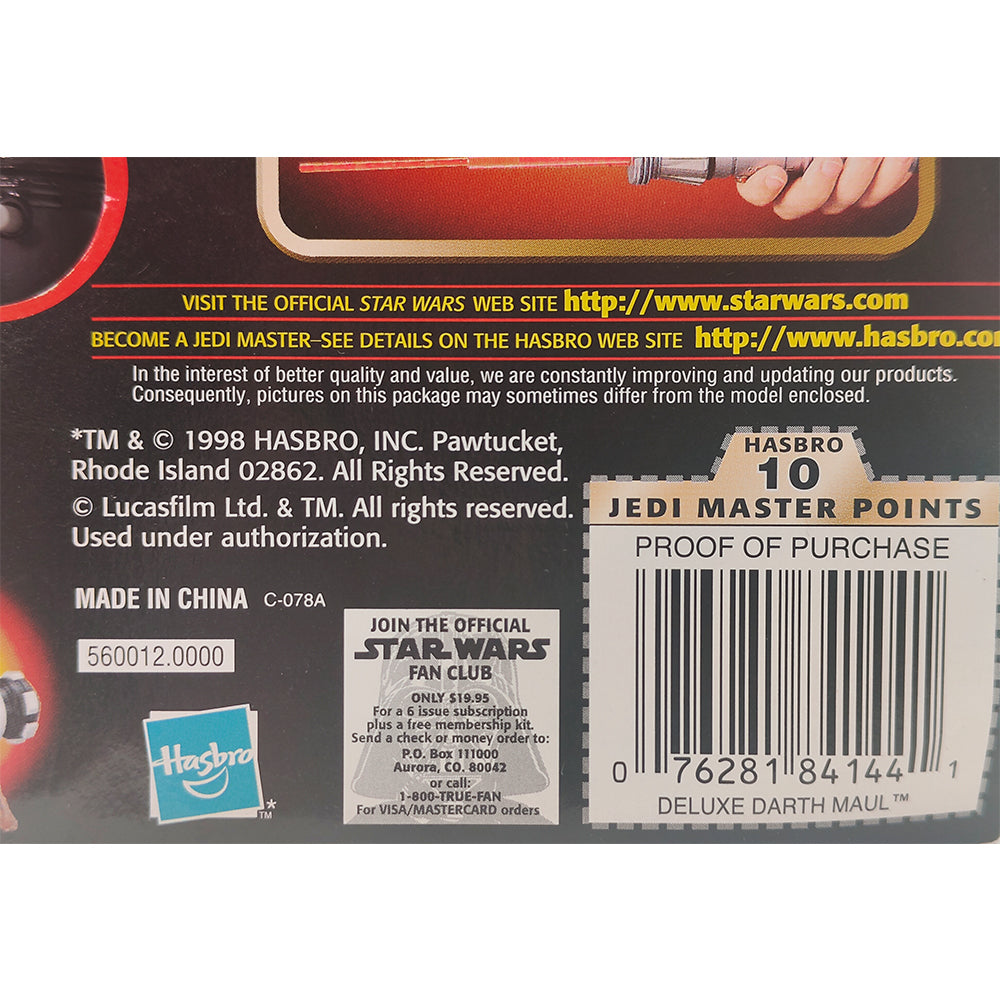 VISIT THE OFFICIAL STAR WARS WEB SITE http://www.starwars.com
BECOME A JEDI MASTER–SEE DETAILS ON THE HASBRO WEB SITE http://www.hasbro.co
In the interest of better quality and value, we are constantly improving and updating our products.
Consequently, pictures on this package may sometimes differ from the model enclosed.
*TM & © 1998 HASBRO, INC. Pawtucket,
Rhode Island 02862. All Rights Reserved.
© Lucasfilm Ltd. & TM. All rights reserved.
Used under authorization.
MADE IN CHINA C-078A
560012.0000
Hasbro
*
TM
JOIN THE OFFICIAL
STAR WARS
FAN CLUB
ONLY $19.95
For a 6 issue subscription
plus a free membership kit.
Send a check or money order to:
P.O. Box 111000
Aurora, CO. 80042
or call:
1-800-TRUE-FAN
For VISA/MASTERCARD orders
HASBRO
10
JEDI MASTER POINTS
PROOF OF PURCHASE
0 76281 84144 1
DELUXE DARTH MAUL™